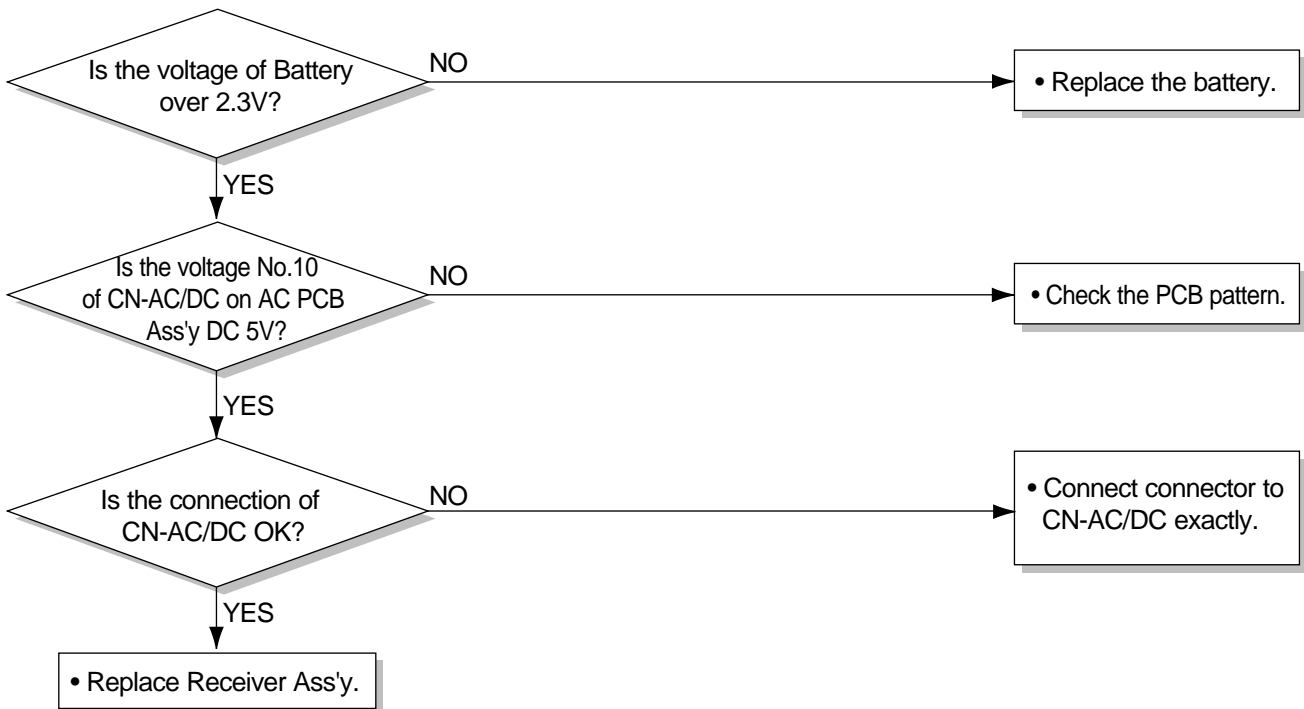 Is the voltage of Battery
over 2.3V?
NO
• Replace the battery.
YES
Is the voltage No.10
of CN-AC/DC on AC PCB
Ass'y DC 5V?
NO
• Check the PCB pattern.
YES
Is the connection of
CN-AC/DC OK?
NO
• Connect connector to
CN-AC/DC exactly.
YES
• Replace Receiver Ass'y.